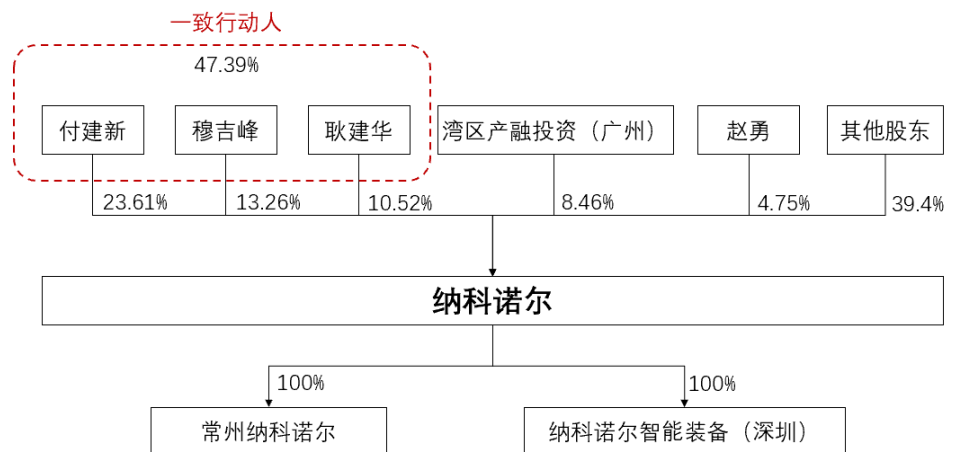 一致行动人
47.39%
付建新
穆吉峰
耿建华
湾区产融投资（广州）
赵勇
其他股东
23.61%
13.26%
10.52%
8.46%
4.75%
39.4%
纳科诺尔
100%
100%
常州纳科诺尔
纳科诺尔智能装备（深圳）